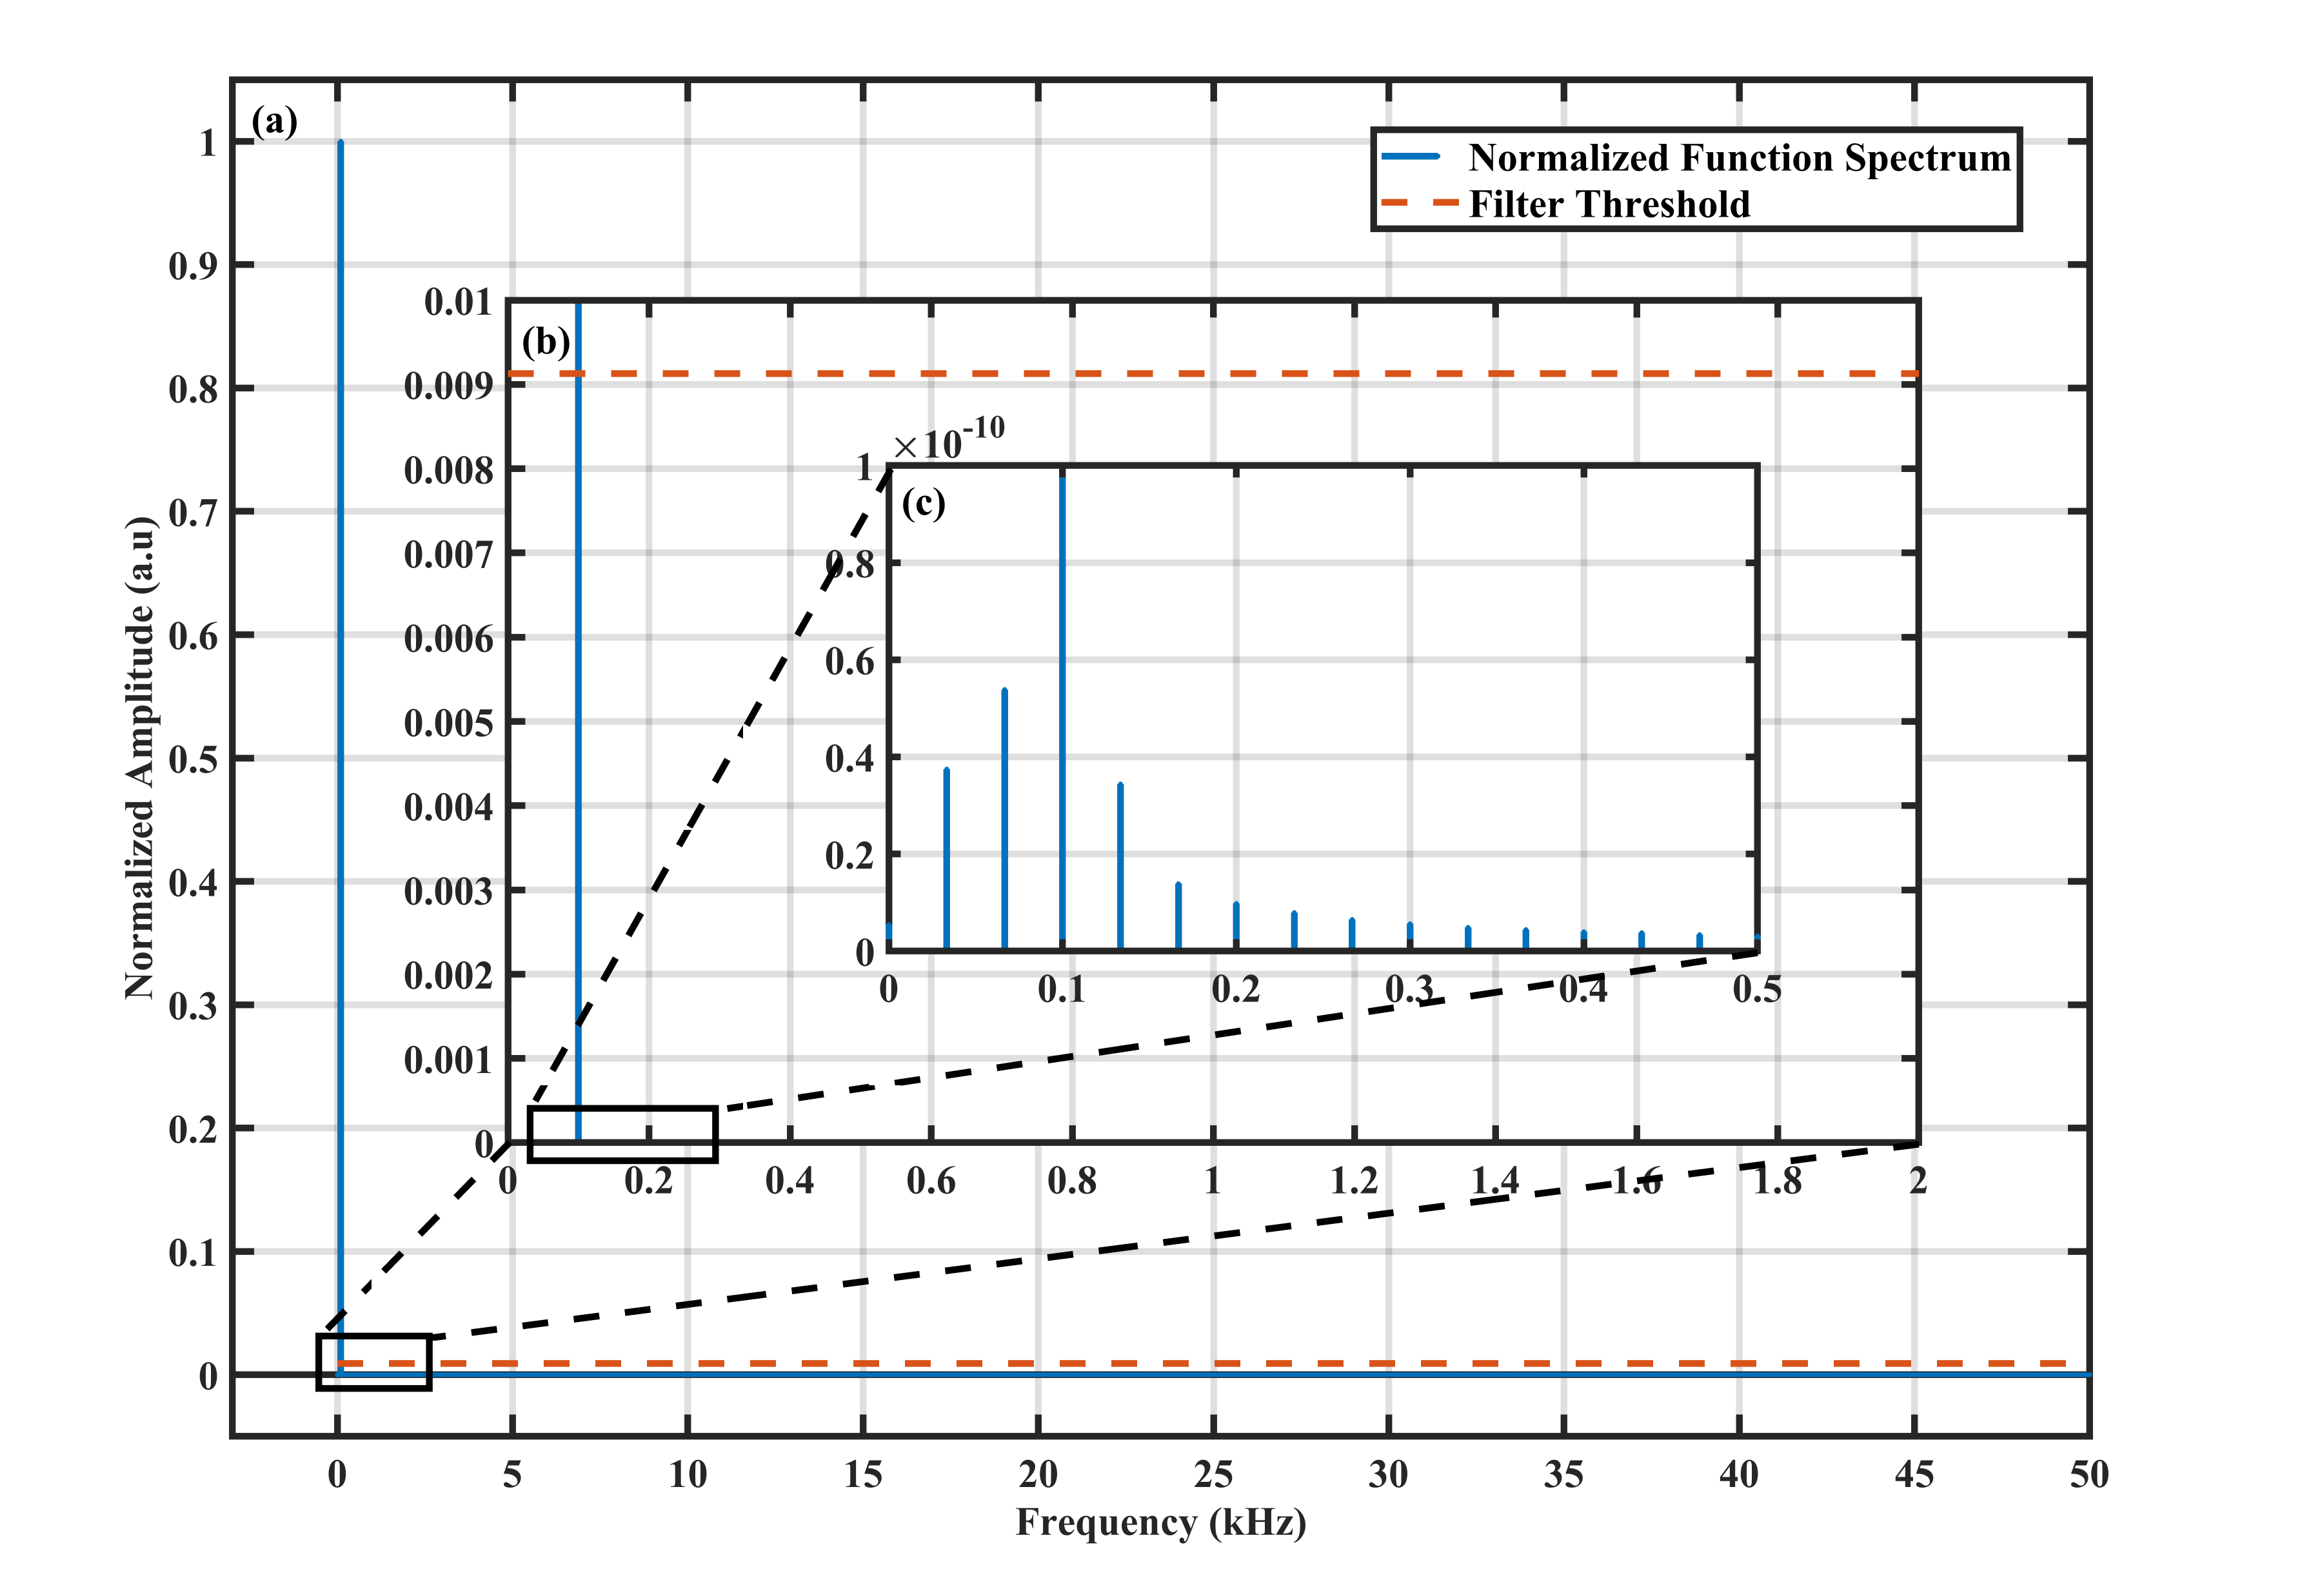 (a)
Normalized Function Spectrum
Filter Threshold
1
0.9
0.8
0.7
0.6
0.5
0.4
0.3
0.2
0.1
0
Normalized Amplitude (a.u)
0 5 10 15 20 25 30 35 40 45 50
Frequency (kHz)
(b)
0.01
0.009
0.008
0.007
0.006
0.005
0.004
0.003
0.002
0.001
0
0 0.2 0.4 0.6 0.8 1 1.2 1.4 1.6 1.8 2
×10-10
(c)
1
0.8
0.6
0.4
0.2
0
0 0.1 0.2 0.3 0.4 0.5